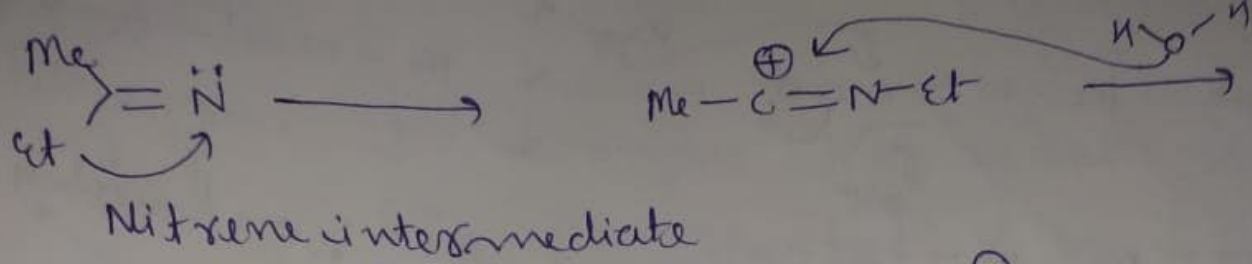 Me
Et
= N̈
⊕
Me - C = N - Et
H O H
Nitrene intermediate